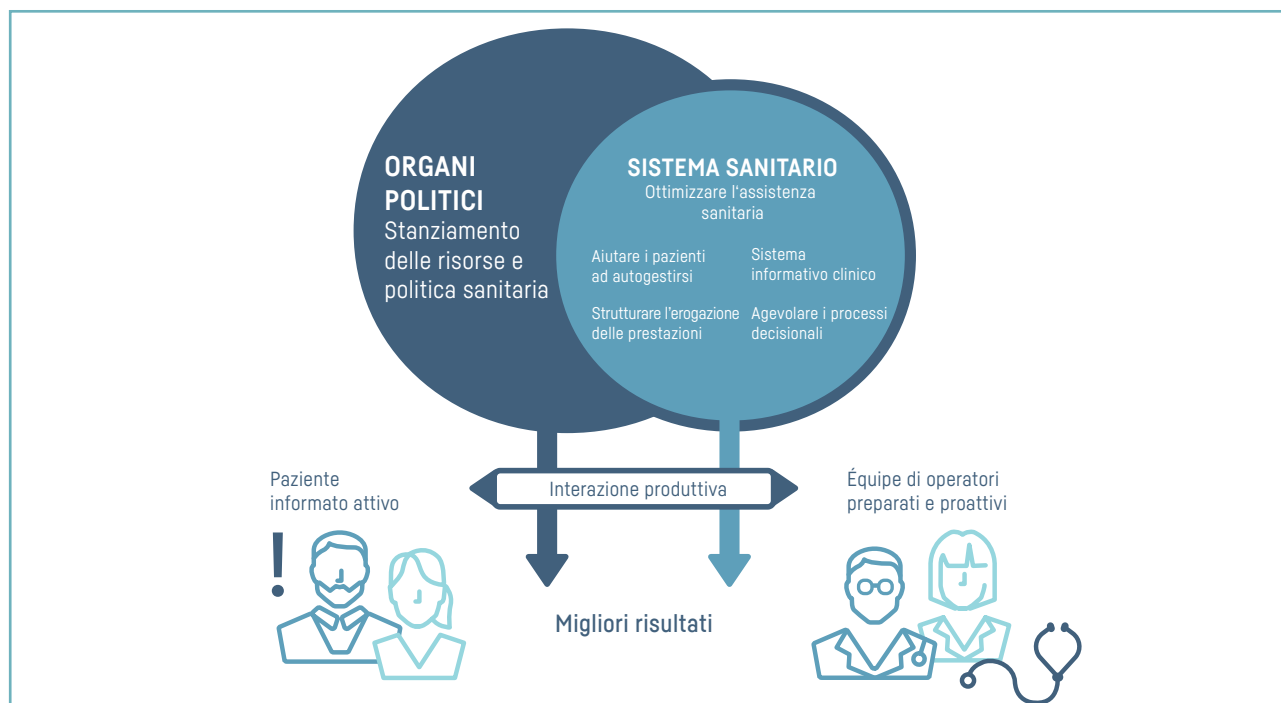 ORGANI
POLITICI
Stanziamento
delle risorse e
politica sanitaria
SISTEMA SANITARIO
Ottimizzare l'assistenza
sanitaria
Aiutare i pazienti
ad autogestirsi
Sistema
informativo clinico
Strutturare l'erogazione
delle prestazioni
Agevolare i processi
decisionali
Paziente
informato attivo
Interazione produttiva
Équipe di operatori
preparati e proattivi
!
Migliori risultati